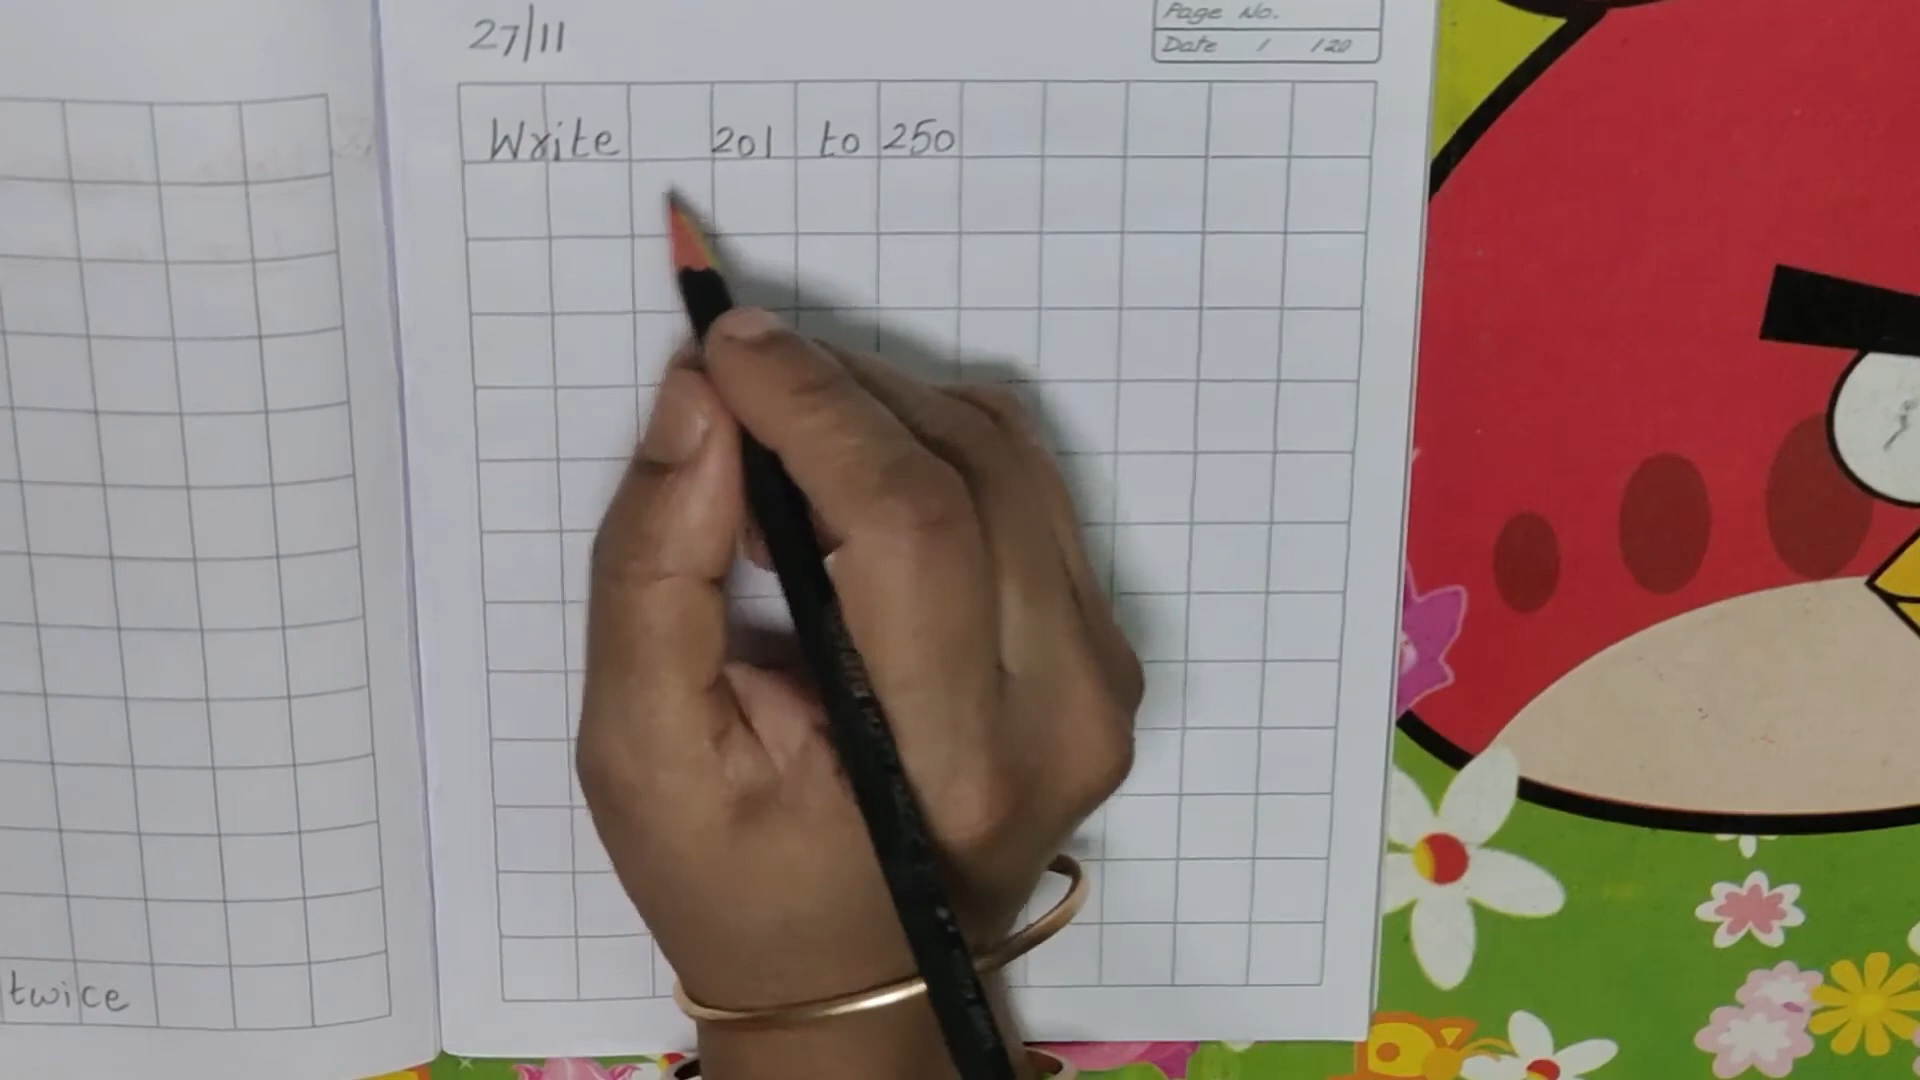 27/11
Page No.
Date / /20
Write 201 to 250
twice